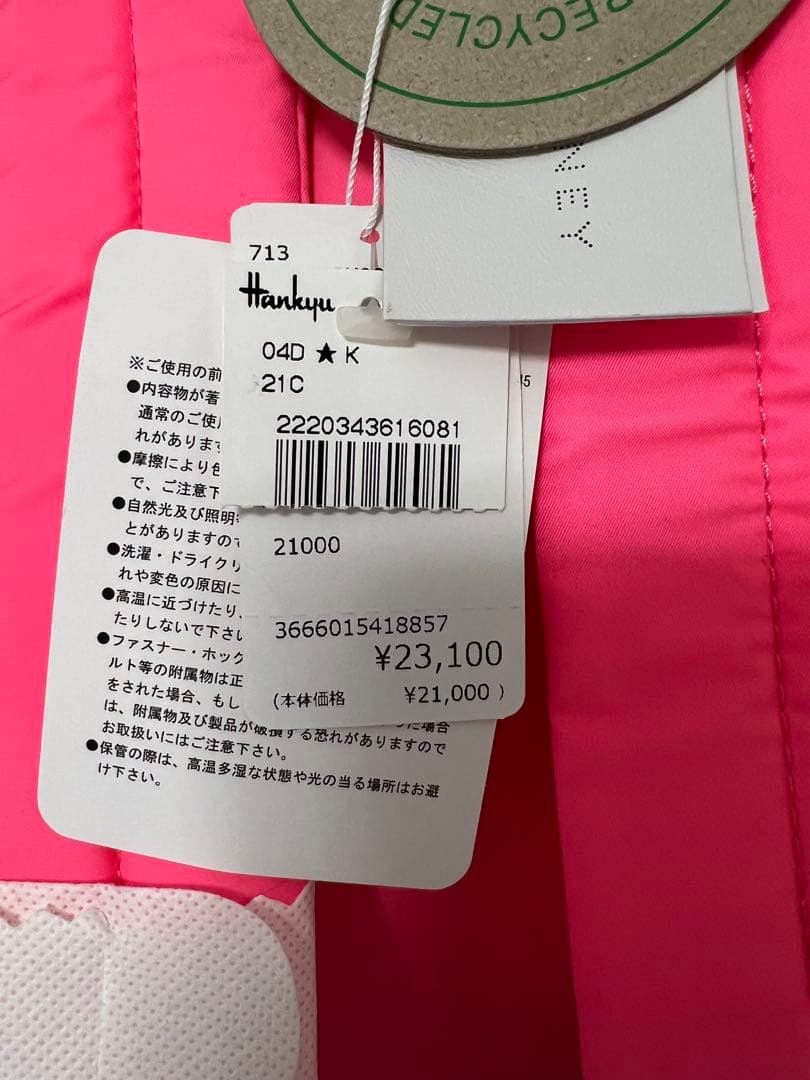 RECYCLED
NEY
713
Hankyu
04D ★ K
21C
2220343616081
21000
3666015418857
¥23,100
(本体価格 ¥21,000 )
45
※ご使用の前
●内容物が著
通常のご使
れがあります
●摩擦により色
で、ご注意下
●自然光及び照明
とがありますので
●洗濯・ドライクリ
れや変色の原因に
●高温に近づけたり、
たりしないで下さい
●ファスナー・ホック
ルト等の附属物は正
をされた場合、もし
は、附属物及び製品が破損する恐れがありますので
お取扱いにはご注意下さい。
●保管の際は、高温多湿な状態や光の当る場所はお避
け下さい。